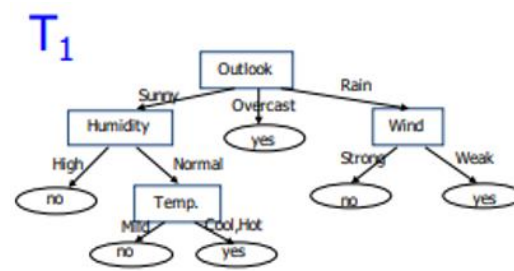 T1
Outlook
Sunny
Overcast
Rain
Humidity
yes
Wind
High
Normal
Strong
Weak
no
Temp.
no
yes
Mild
Cool,Hot
no
yes